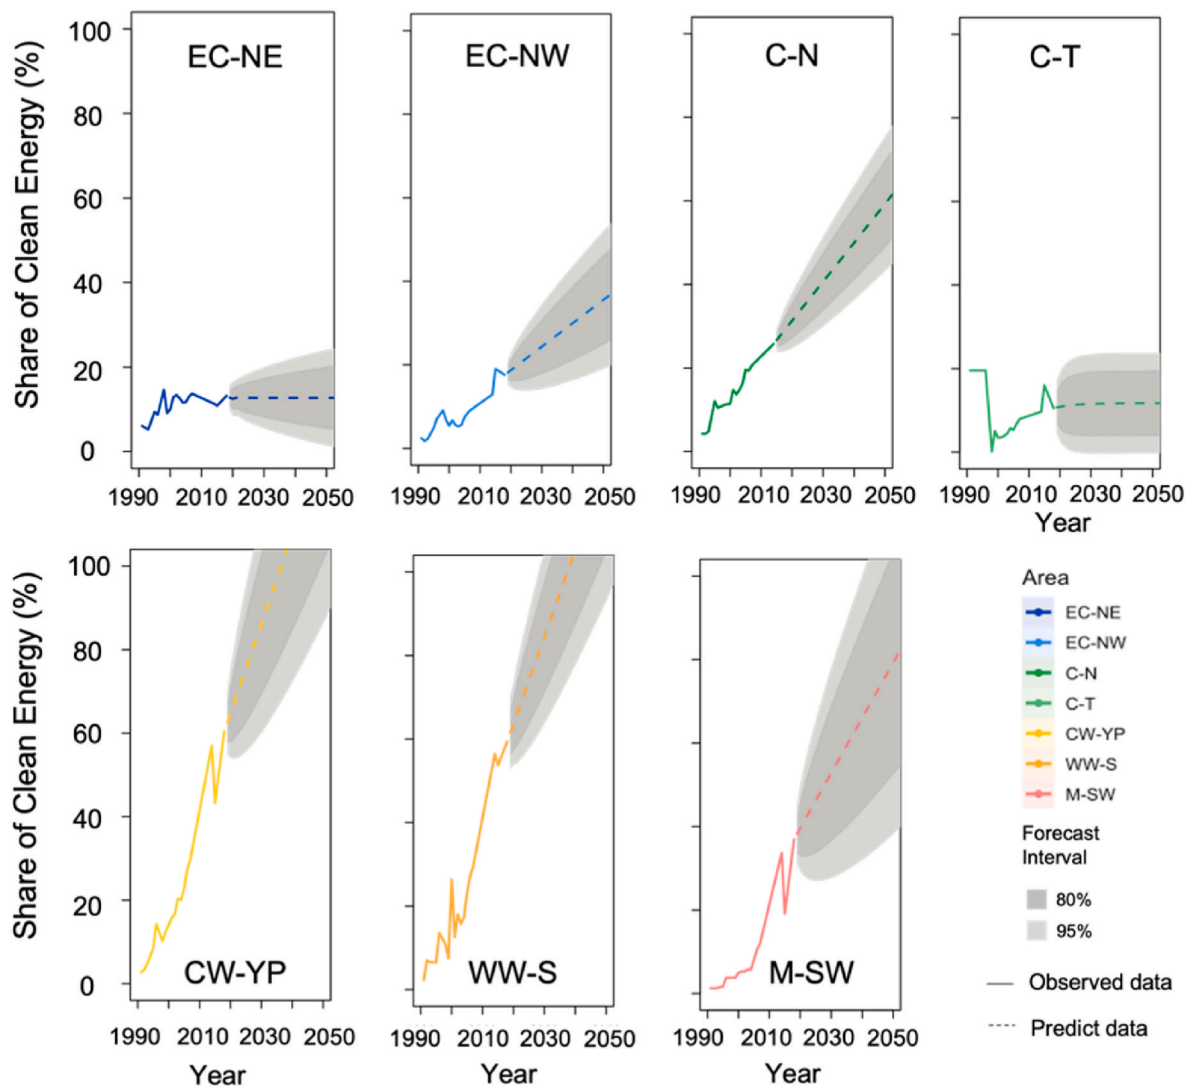 Share of Clean Energy (%)
100
80
60
40
20
0
EC-NE
EC-NW
C-N
C-T
1990 2010 2030 2050
1990 2010 2030 2050
1990 2010 2030 2050
1990 2010 2030 2050
Year
Share of Clean Energy (%)
100
80
60
40
20
0
CW-YP
WW-S
M-SW
1990 2010 2030 2050
1990 2010 2030 2050
1990 2010 2030 2050
Year
Year
Year
Area
EC-NE
EC-NW
C-N
C-T
CW-YP
WW-S
M-SW
Forecast
Interval
80%
95%
Observed data
Predict data